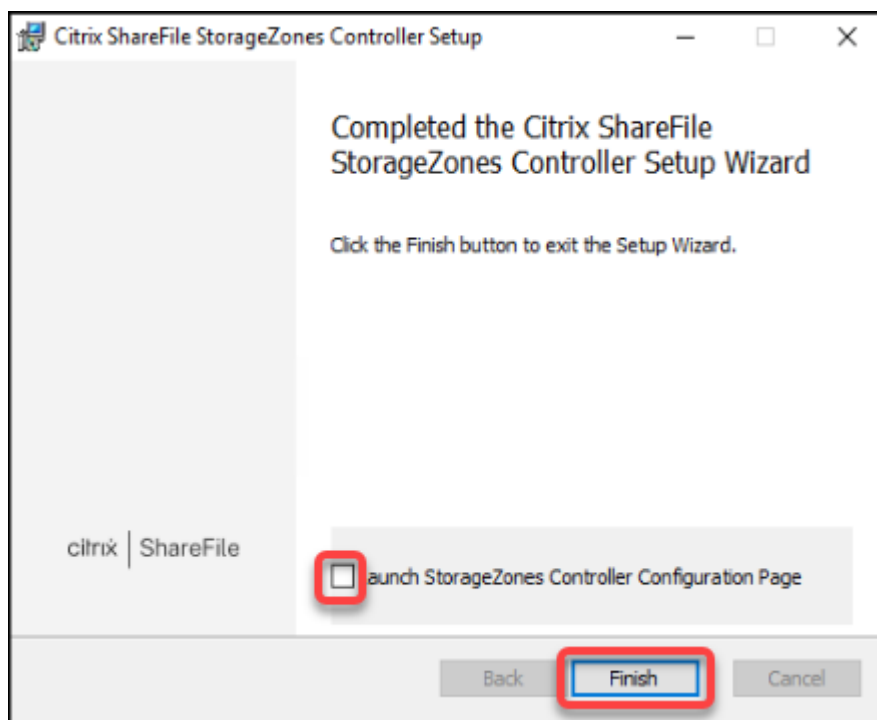 Citrix ShareFile StorageZones Controller Setup
Completed the Citrix ShareFile
StorageZones Controller Setup Wizard
Click the Finish button to exit the Setup Wizard.
citrix | ShareFile
aunch StorageZones Controller Configuration Page
Back Finish Cancel